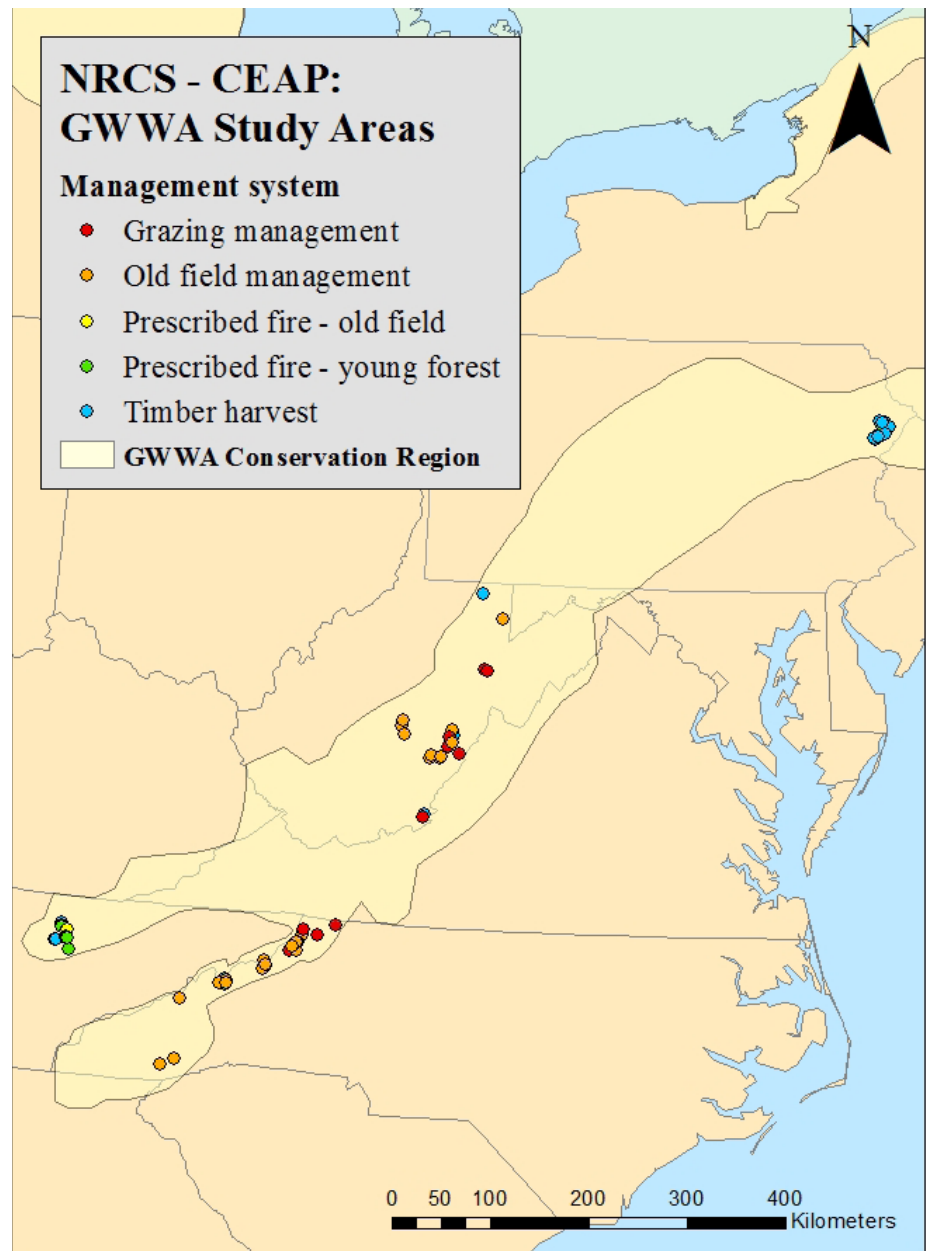 NRCS - CEAP:
GWWA Study Areas
Management system
Grazing management
Old field management
Prescribed fire - old field
Prescribed fire - young forest
Timber harvest
GWWA Conservation Region
N
0 50 100 200 300 400
Kilometers